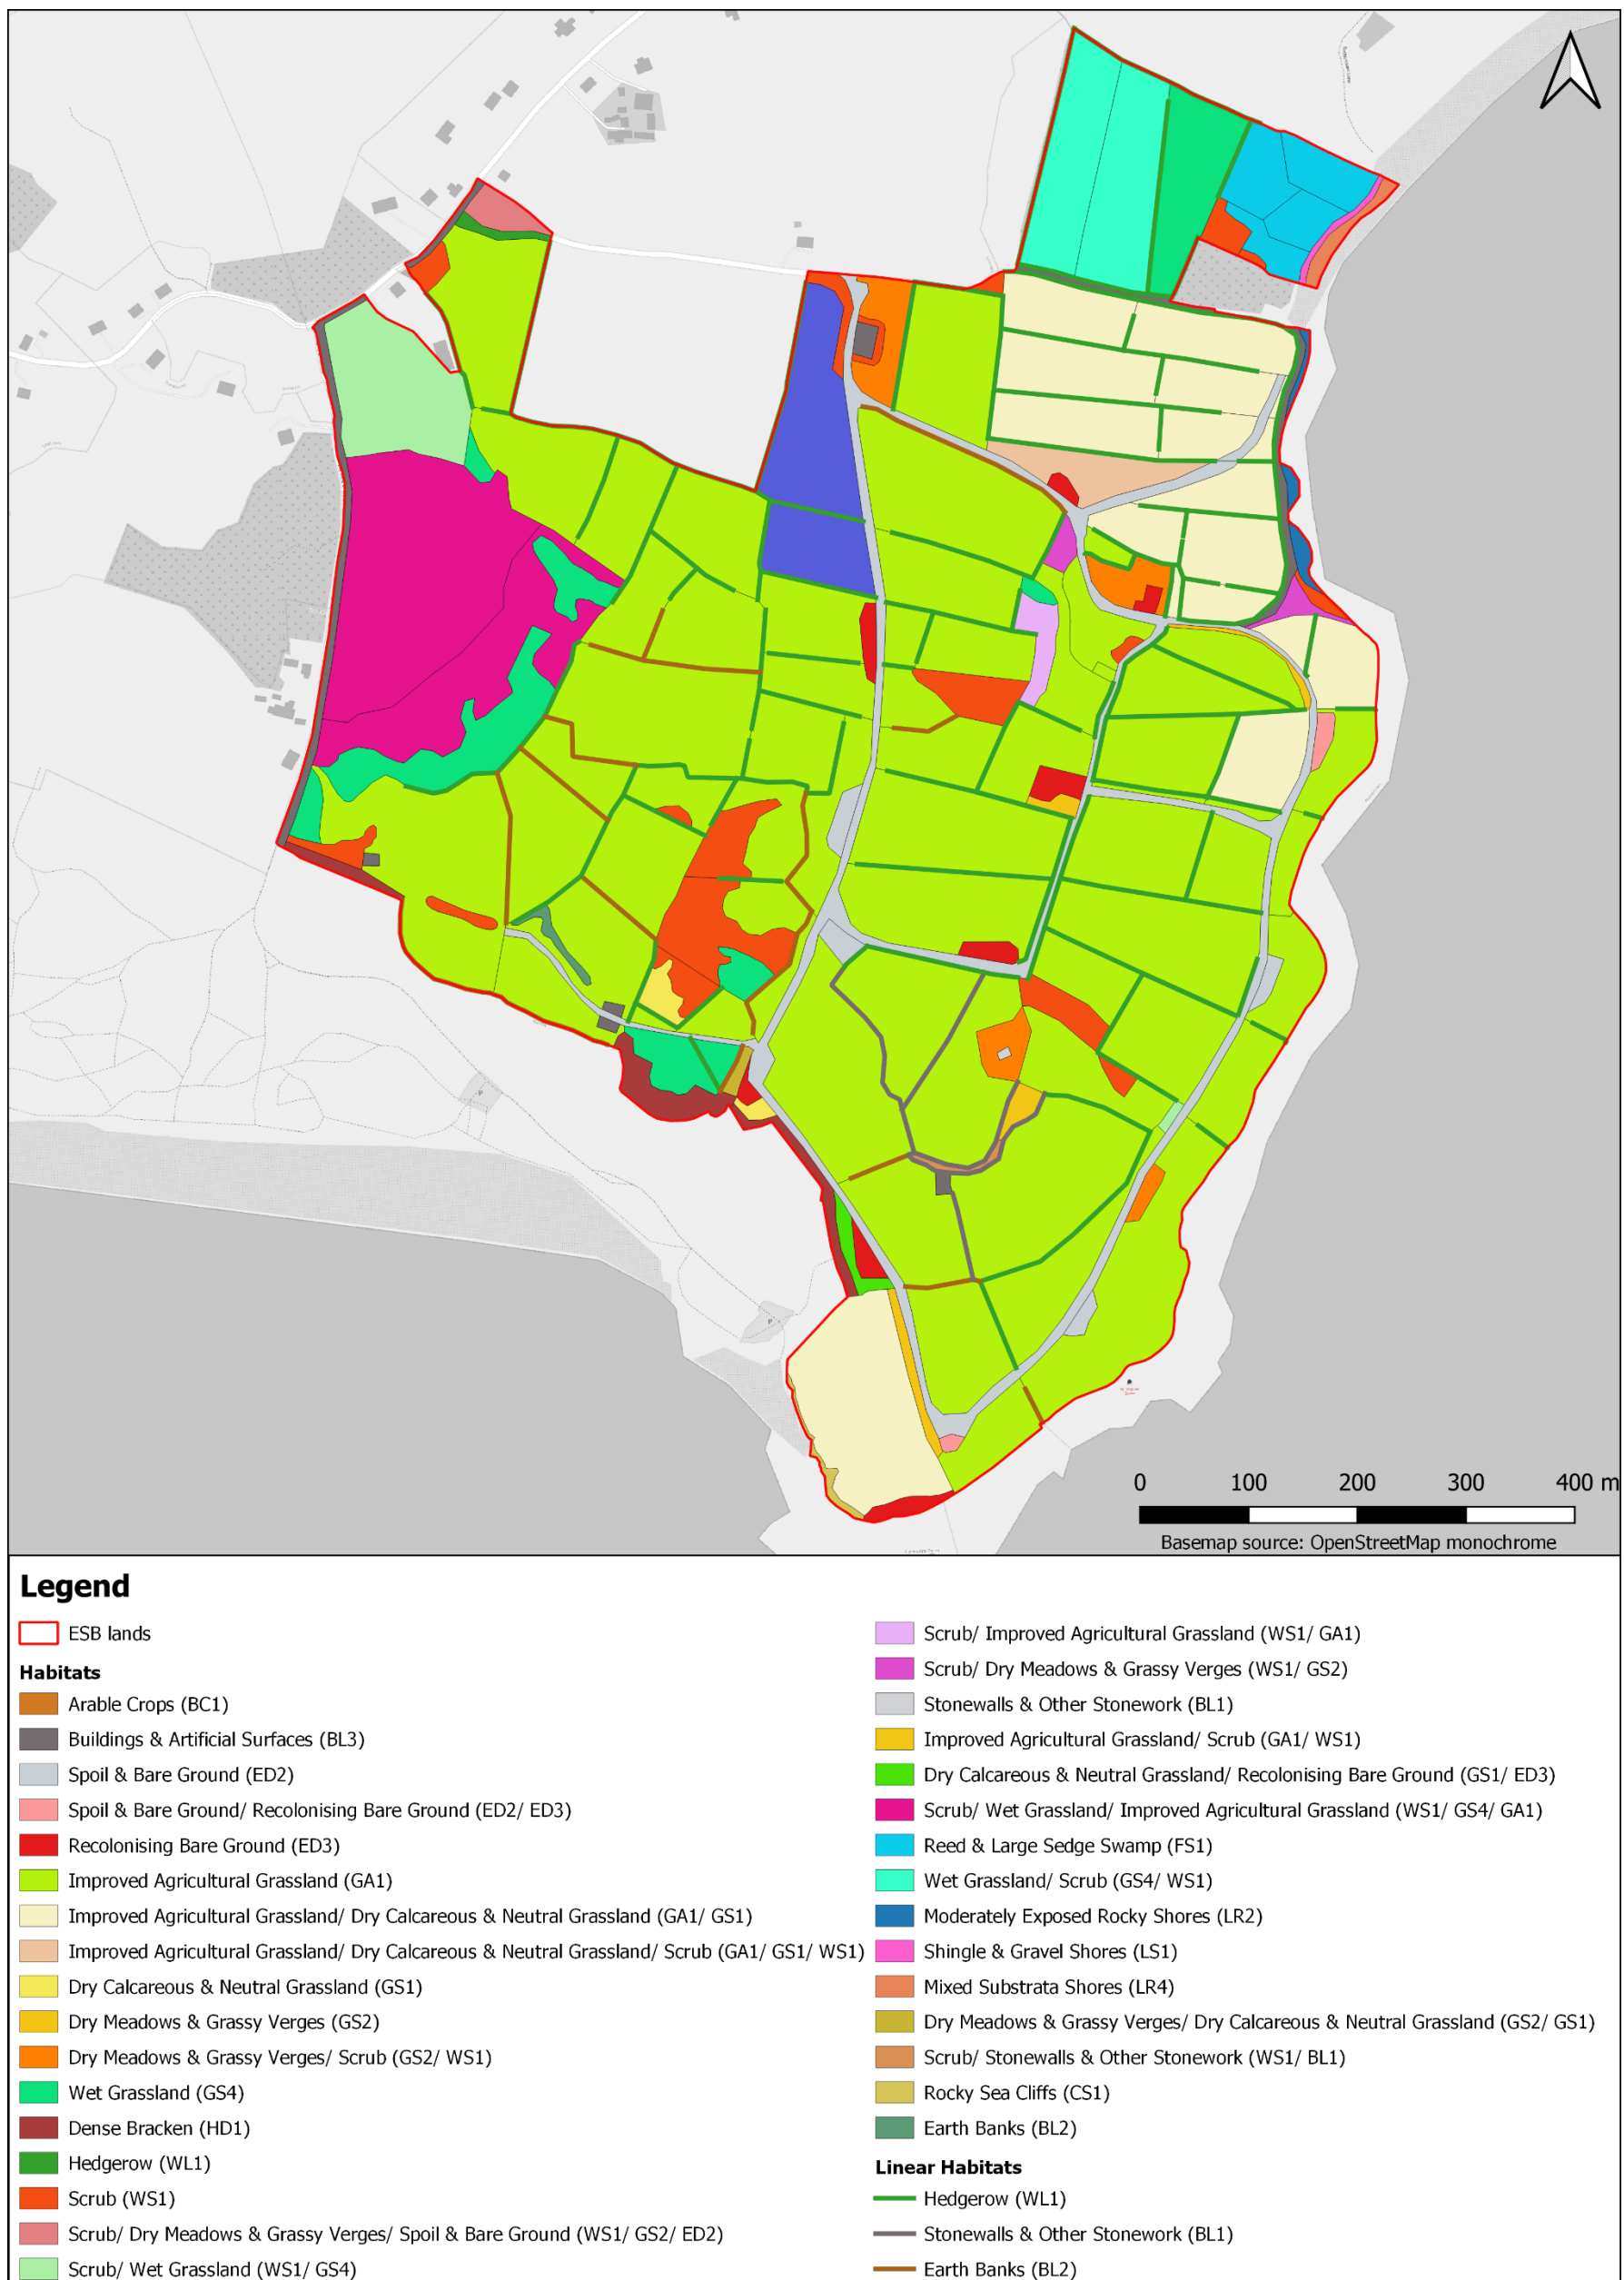 0 100 200 300 400 m
Basemap source: OpenStreetMap monochrome
Legend
ESB lands
Habitats
Arable Crops (BC1)
Buildings & Artificial Surfaces (BL3)
Spoil & Bare Ground (ED2)
Spoil & Bare Ground/ Recolonising Bare Ground (ED2/ ED3)
Recolonising Bare Ground (ED3)
Improved Agricultural Grassland (GA1)
Improved Agricultural Grassland/ Dry Calcareous & Neutral Grassland (GA1/ GS1)
Improved Agricultural Grassland/ Dry Calcareous & Neutral Grassland/ Scrub (GA1/ GS1/ WS1)
Dry Calcareous & Neutral Grassland (GS1)
Dry Meadows & Grassy Verges (GS2)
Dry Meadows & Grassy Verges/ Scrub (GS2/ WS1)
Wet Grassland (GS4)
Dense Bracken (HD1)
Hedgerow (WL1)
Scrub (WS1)
Scrub/ Dry Meadows & Grassy Verges/ Spoil & Bare Ground (WS1/ GS2/ ED2)
Scrub/ Wet Grassland (WS1/ GS4)
Scrub/ Improved Agricultural Grassland (WS1/ GA1)
Scrub/ Dry Meadows & Grassy Verges (WS1/ GS2)
Stonewalls & Other Stonework (BL1)
Improved Agricultural Grassland/ Scrub (GA1/ WS1)
Dry Calcareous & Neutral Grassland/ Recolonising Bare Ground (GS1/ ED3)
Scrub/ Wet Grassland/ Improved Agricultural Grassland (WS1/ GS4/ GA1)
Reed & Large Sedge Swamp (FS1)
Wet Grassland/ Scrub (GS4/ WS1)
Moderately Exposed Rocky Shores (LR2)
Shingle & Gravel Shores (LS1)
Mixed Substrata Shores (LR4)
Dry Meadows & Grassy Verges/ Dry Calcareous & Neutral Grassland (GS2/ GS1)
Scrub/ Stonewalls & Other Stonework (WS1/ BL1)
Rocky Sea Cliffs (CS1)
Earth Banks (BL2)
Linear Habitats
Hedgerow (WL1)
Stonewalls & Other Stonework (BL1)
Earth Banks (BL2)